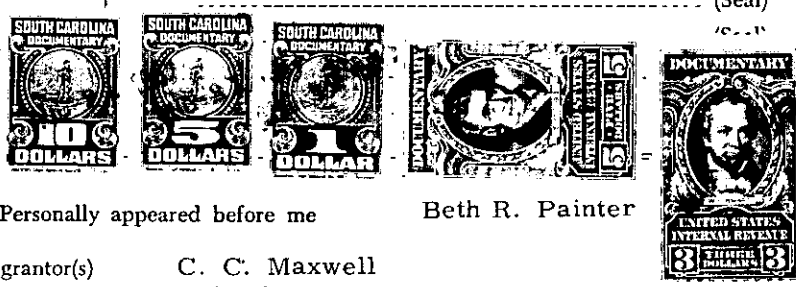 (Seal)
SOUTH CAROLINA
DOCUMENTARY
10
DOLLARS
SOUTH CAROLINA
DOCUMENTARY
5
DOLLARS
SOUTH CAROLINA
DOCUMENTARY
1
DOLLAR
DOCUMENTARY
UNITED STATES
INTERNAL REVENUE
5 5
DOCUMENTARY
UNITED STATES
INTERNAL REVENUE
3 THREE DOLLARS 3
Personally appeared before me Beth R. Painter
grantor(s) C. C. Maxwell